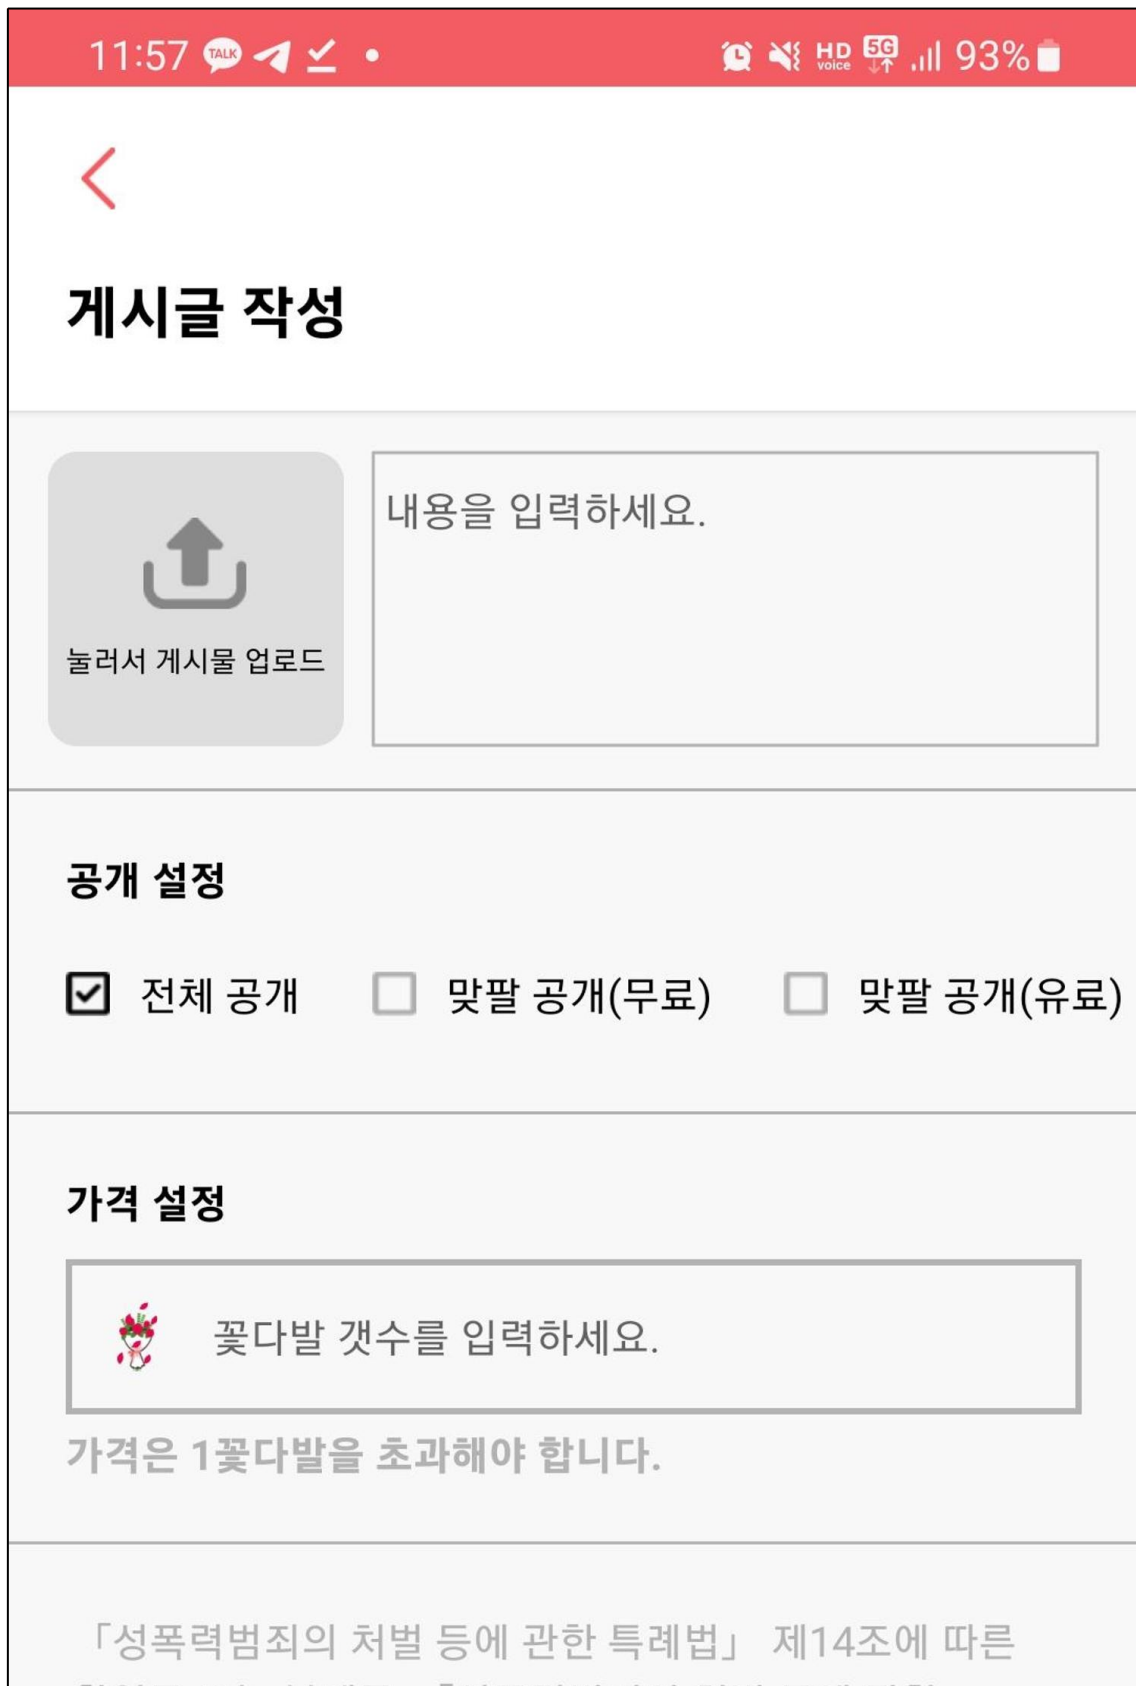 11:57 TALK HD voice 5G 93%
게시글 작성
내용을 입력하세요.
눌러서 게시물 업로드
공개 설정
전체 공개 맞팔 공개(무료) 맞팔 공개(유료)
가격 설정
꽃다발 갯수를 입력하세요.
가격은 1꽃다발을 초과해야 합니다.
「성폭력범죄의 처벌 등에 관한 특례법」 제14조에 따른